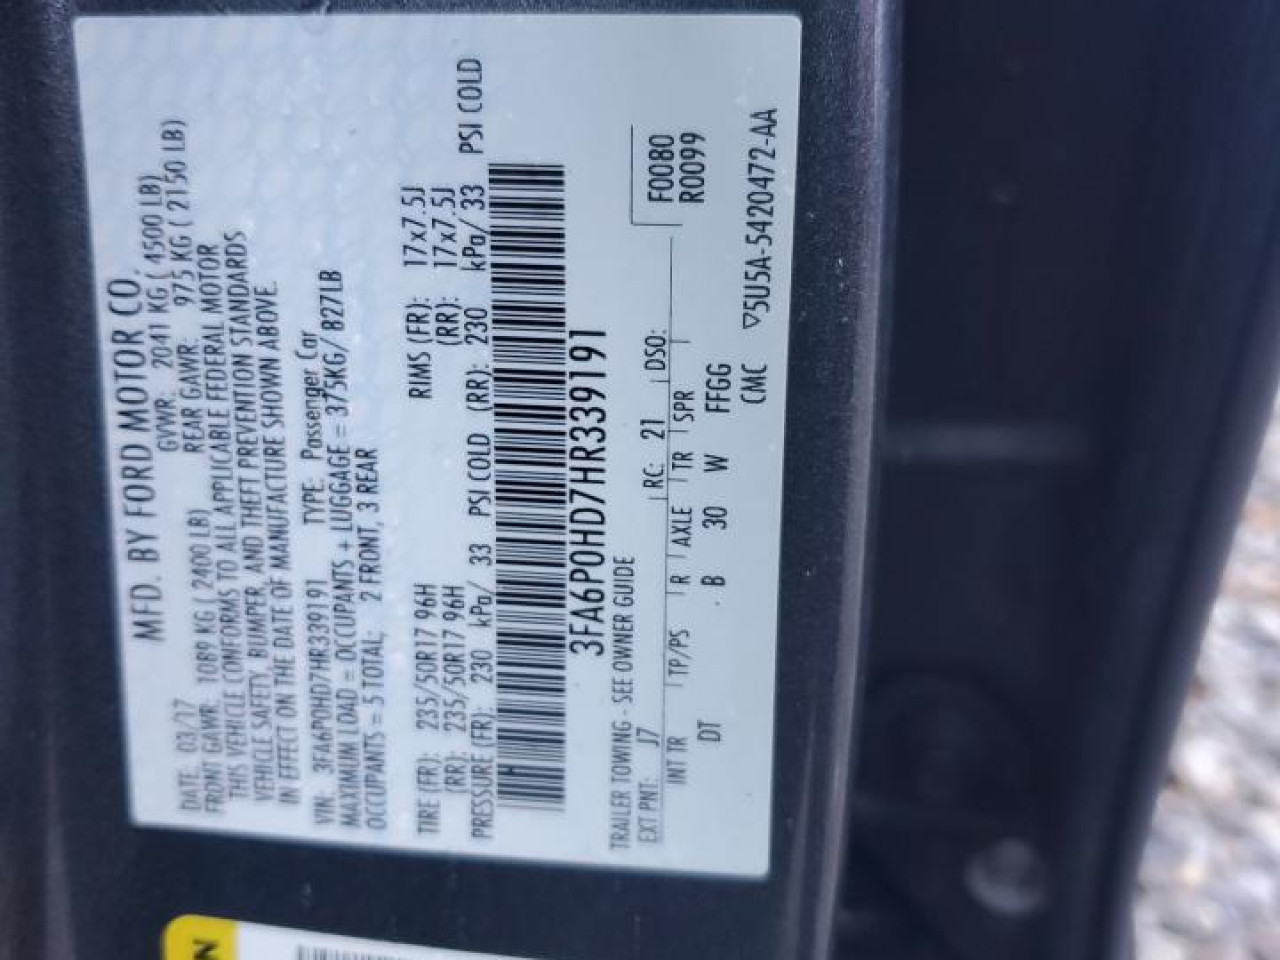 MFD. BY FORD MOTOR CO.
DATE: 03/17 GVWR: 2041 KG ( 4500 LB)
FRONT GAWR: 1089 KG ( 2400 LB) REAR GAWR: 975 KG ( 2150 LB)
THIS VEHICLE CONFORMS TO ALL APPLICABLE FEDERAL MOTOR
VEHICLE SAFETY, BUMPER, AND THEFT PREVENTION STANDARDS
IN EFFECT ON THE DATE OF MANUFACTURE SHOWN ABOVE.
VIN: 3FA6P0HD7HR339191 TYPE: Passenger Car
MAXIMUM LOAD = OCCUPANTS + LUGGAGE = 375KG/ 827LB
OCCUPANTS = 5 TOTAL; 2 FRONT, 3 REAR
TIRE (FR): 235/50R17 96H RIMS (FR): 17x7.5J
(RR): 235/50R17 96H (RR): 17x7.5J
PRESSURE (FR): 230 kPa/ 33 PSI COLD (RR): 230 kPa/ 33 PSI COLD
3FA6P0HD7HR339191
TRAILER TOWING - SEE OWNER GUIDE
EXT PNT: J7 RC: 21 DSO: F0080
INT TR TP/PS R AXLE TR SPR R0099
DT B 30 W FFGG
CMC ▽5U5A-5420472-AA